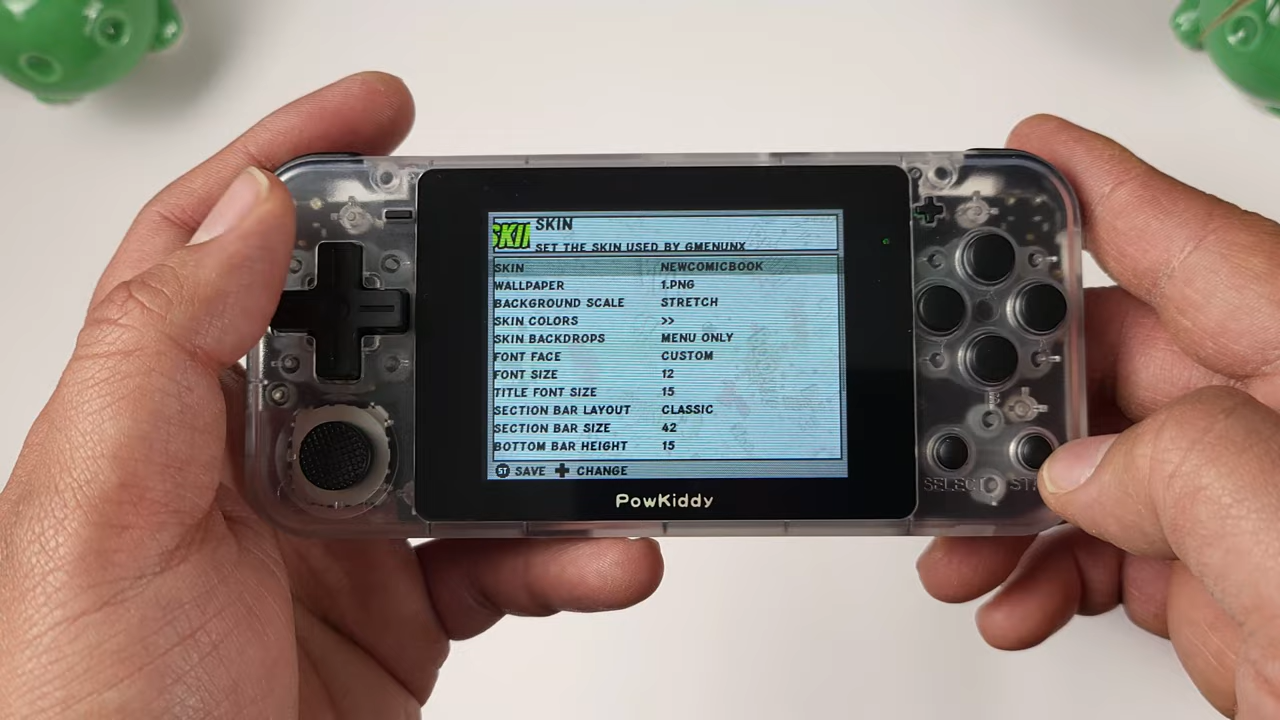 SKIN
SKIN
SET THE SKIN USED BY GMENUNX
SKIN NEWCOMICBOOK
WALLPAPER 1.PNG
BACKGROUND SCALE STRETCH
SKIN COLORS >>
SKIN BACKDROPS MENU ONLY
FONT FACE CUSTOM
FONT SIZE 12
TITLE FONT SIZE 15
SECTION BAR LAYOUT CLASSIC
SECTION BAR SIZE 42
BOTTOM BAR HEIGHT 15
ST SAVE CHANGE
PowKiddy
SELECT